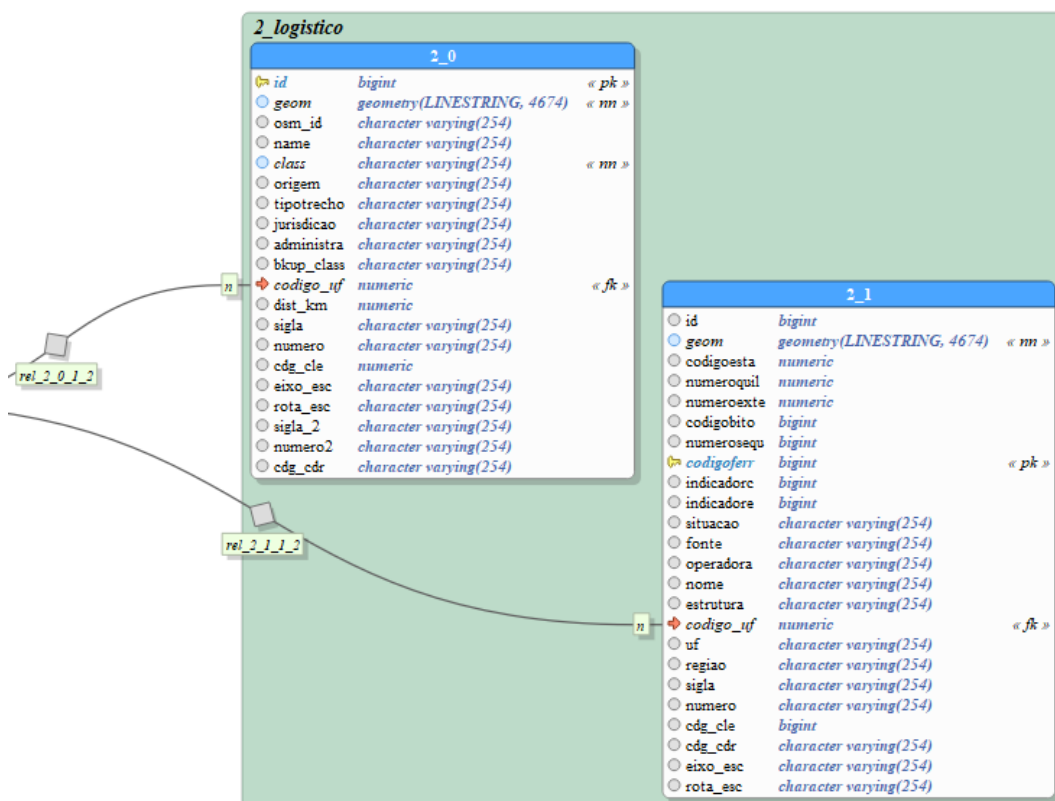 2_logistico
2_0
id bigint « pk »
geom geometry(LINESTRING, 4674) « nn »
osm_id character varying(254)
name character varying(254)
class character varying(254) « nn »
origem character varying(254)
tipotrecho character varying(254)
jurisdicao character varying(254)
administra character varying(254)
bkup_class character varying(254)
codigo_uf numeric « fk »
dist_km numeric
sigla character varying(254)
numero character varying(254)
cdg_cle numeric
eixo_esc character varying(254)
rota_esc character varying(254)
sigla_2 character varying(254)
numero2 character varying(254)
cdg_cdr character varying(254)
n
rel_2_0_1_2
rel_2_1_1_2
n
2_1
id bigint
geom geometry(LINESTRING, 4674) « nn »
codigoesta numeric
numeroquil numeric
numeroexte numeric
codigobito bigint
numerosequ bigint
codigoferr bigint « pk »
indicadorc bigint
indicadore bigint
situacao character varying(254)
fonte character varying(254)
operadora character varying(254)
nome character varying(254)
estrutura character varying(254)
codigo_uf numeric « fk »
uf character varying(254)
regiao character varying(254)
sigla character varying(254)
numero character varying(254)
cdg_cle bigint
cdg_cdr character varying(254)
eixo_esc character varying(254)
rota_esc character varying(254)